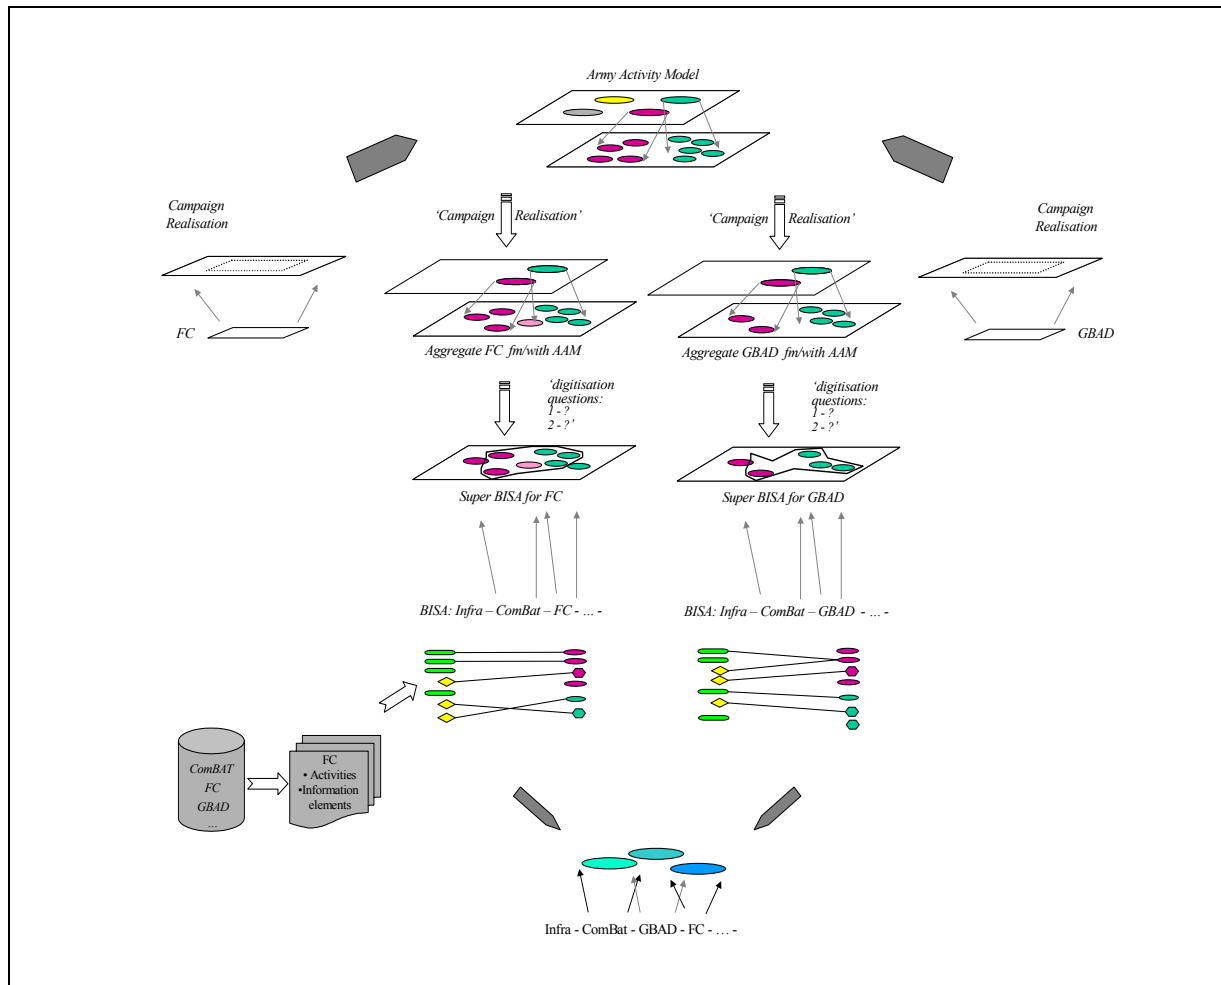 Army Activity Model
Campaign
Realisation
‘Campaign Realisation’
‘Campaign Realisation’
Campaign
Realisation
FC
GBAD
Aggregate FC fm/with AAM
Aggregate GBAD fm/with AAM
‘digitisation
questions:
1 - ?
2 - ?’
‘digitisation
questions:
1 - ?
2 - ?’
Super BISA for FC
Super BISA for GBAD
BISA: Infra – ComBat – FC - … -
BISA: Infra – ComBat – GBAD - … -
ComBAT
FC
GBAD
…
FC
• Activities
•Information
elements
Infra - ComBat - GBAD - FC - … -